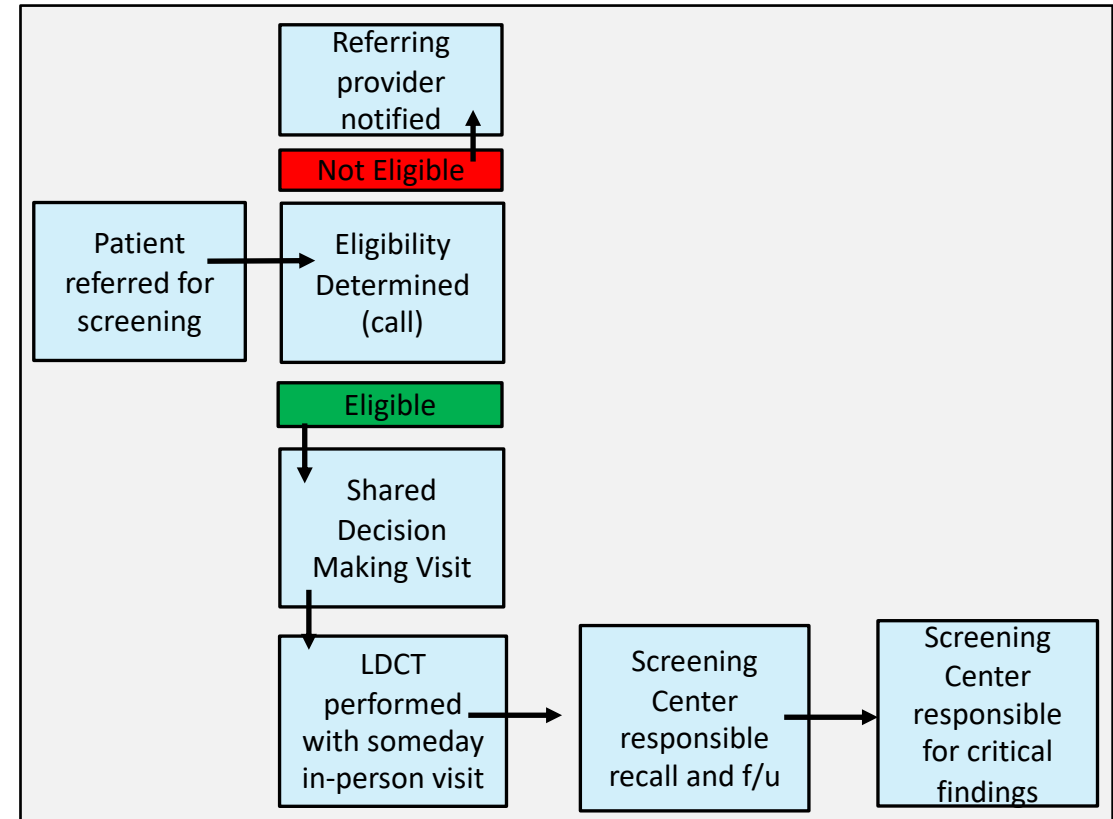 Referring
provider
notified
Not Eligible
Patient
referred for
screening
Eligibility
Determined
(call)
Eligible
Shared
Decision
Making Visit
LDCT
performed
with someday
in-person visit
Screening
Center
responsible
recall and f/u
Screening
Center
responsible
for critical
findings